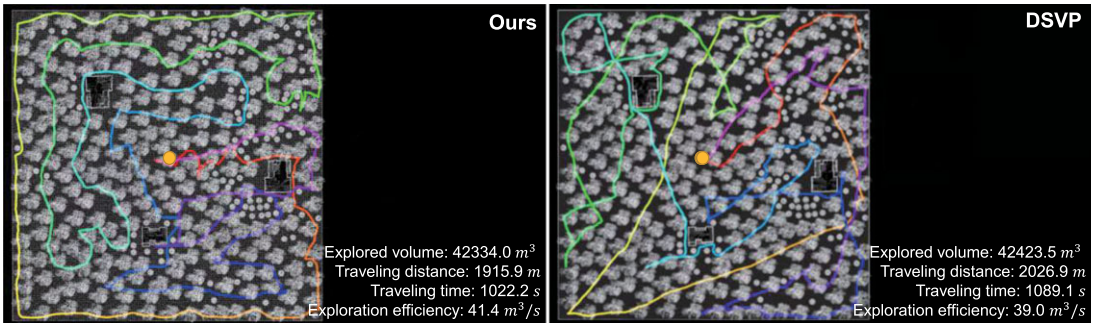 Ours
Explored volume: 42334.0 m³
Traveling distance: 1915.9 m
Traveling time: 1022.2 s
Exploration efficiency: 41.4 m³/s
DSVP
Explored volume: 42423.5 m³
Traveling distance: 2026.9 m
Traveling time: 1089.1 s
Exploration efficiency: 39.0 m³/s